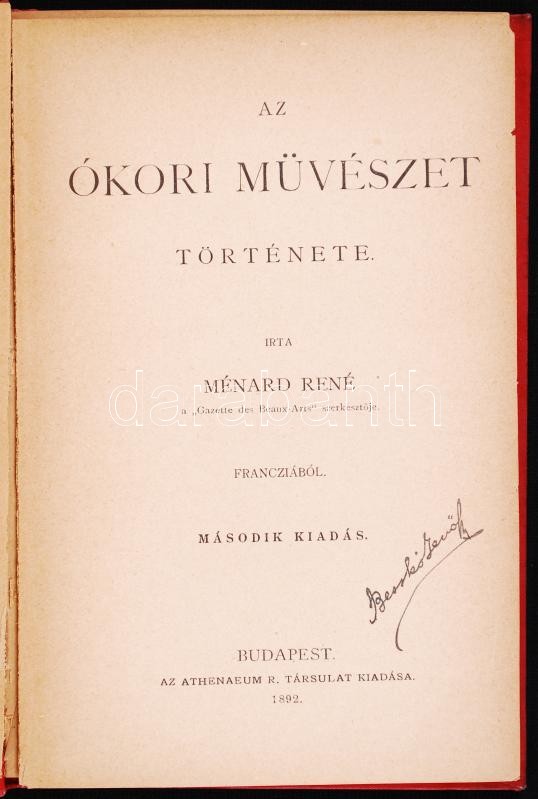 AZ
ÓKORI MÜVÉSZET
TÖRTÉNETE.
IRTA
MÉNARD RENÉ
a „Gazette des Beaux-Arts“ szerkesztője.
darabanth
FRANCZIÁBÓL.
MÁSODIK KIADÁS.
BUDAPEST.
AZ ATHENAEUM R. TÁRSULAT KIADÁSA.
1892.